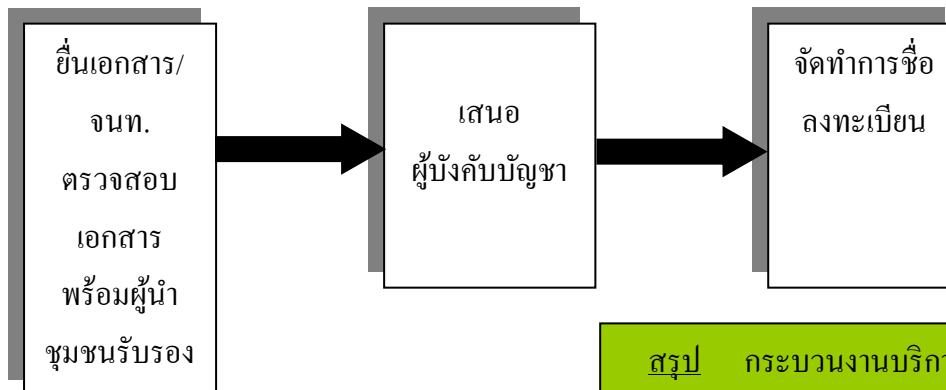 ยื่นเอกสาร/
จนท.
ตรวจสอบ
เอกสาร
พร้อมผู้นำ
ชุมชนรับรอง
เสนอ
ผู้บังคับบัญชา
จัดทำการชื่อ
ลงทะเบียน
สรุป กระบวนงานบริกา